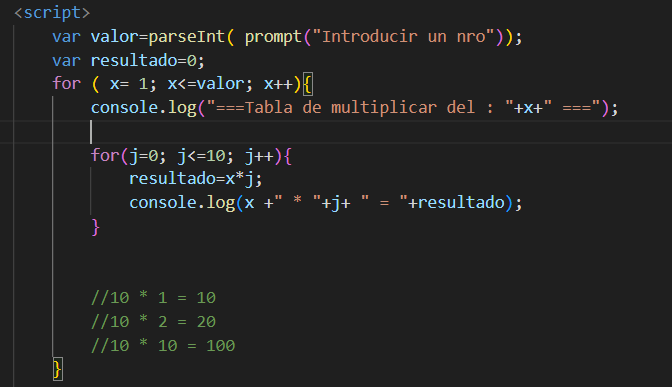 <script>
var valor=parseInt( prompt("Introducir un nro"));
var resultado=0;
for ( x= 1; x<=valor; x++){
console.log("===Tabla de multiplicar del : "+x+" ===");
for(j=0; j<=10; j++){
resultado=x*j;
console.log(x +" * "+j+ " = "+resultado);
}
//10 * 1 = 10
//10 * 2 = 20
//10 * 10 = 100
}